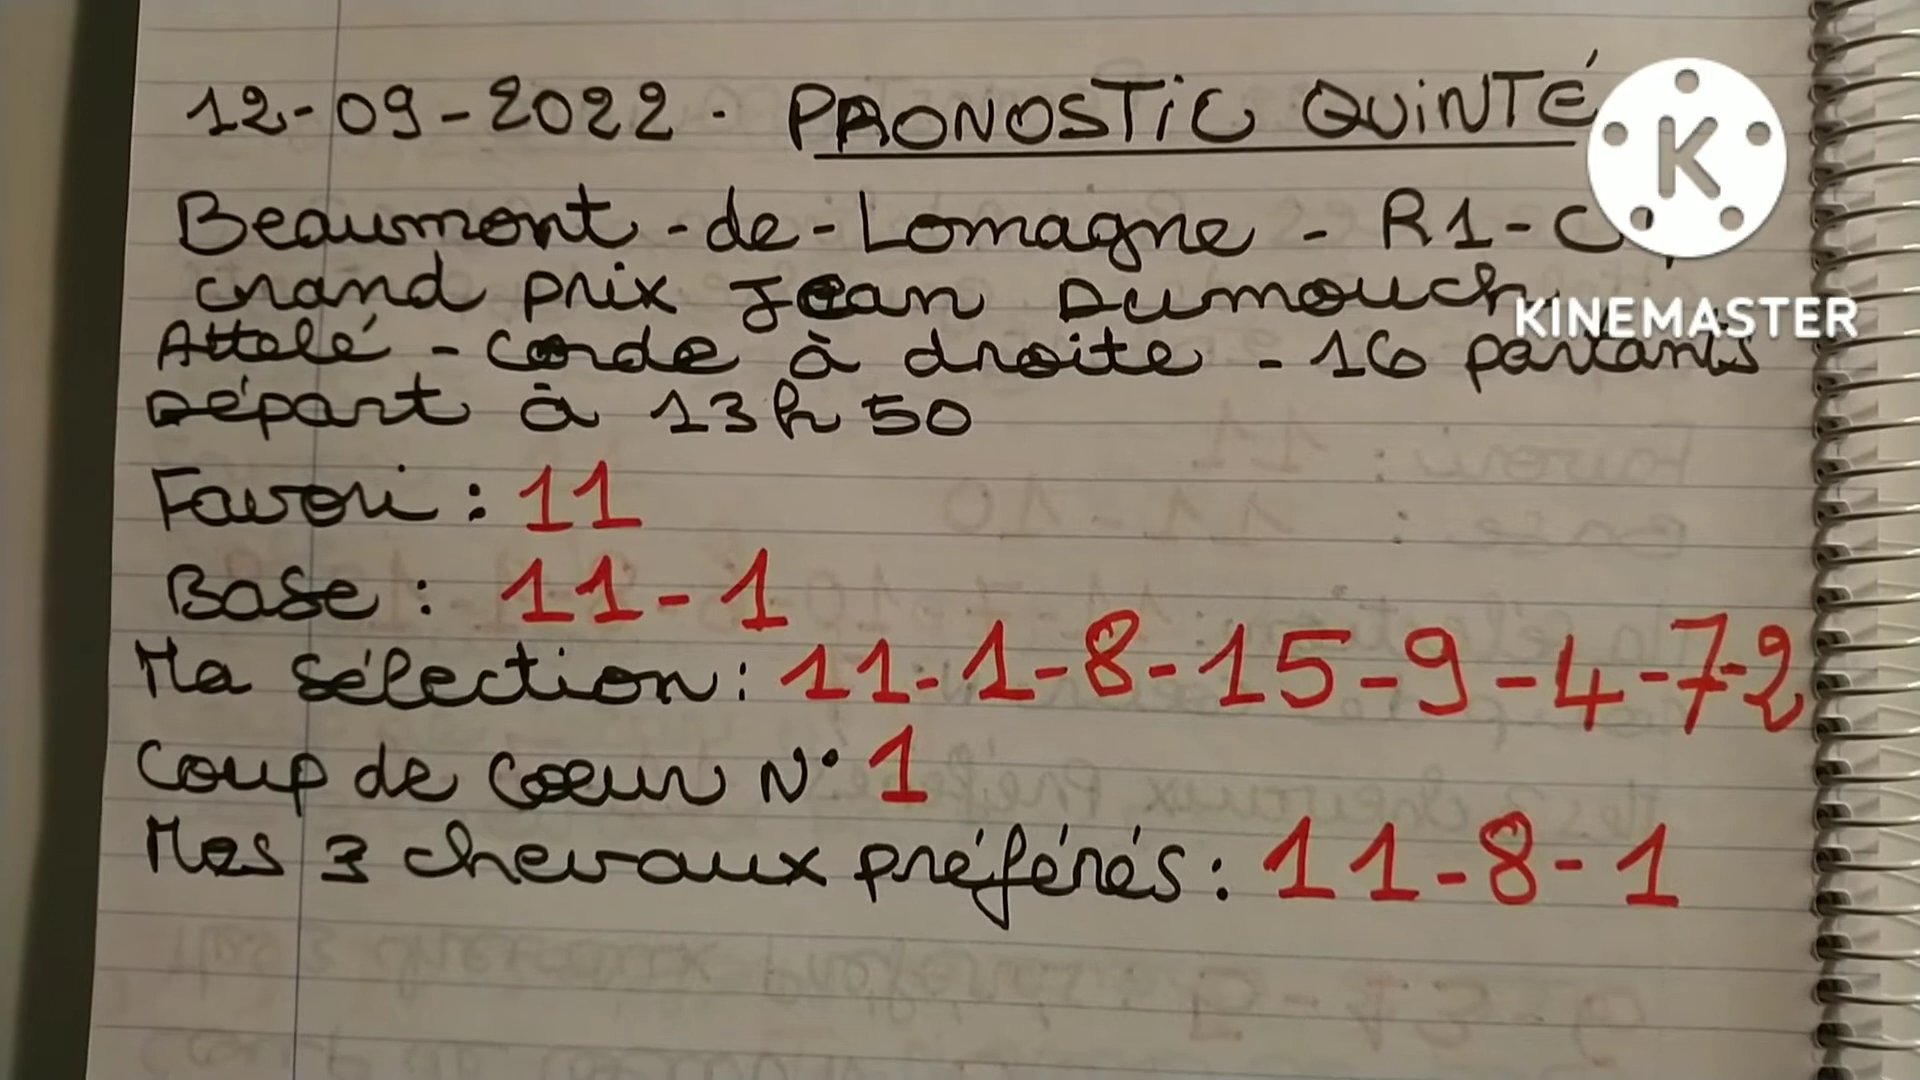 12-09-2022. PRONOSTIC QUINTÉ
Beaumont-de-Lomagne - R1-C
Grand prix Jean Dumouch
Attelé - Corde à droite - 16 partants
Départ à 13h50
Favori : 11
Base : 11-1
Ma sélection : 11-1-8-15-9-4-7-2
Coup de cœur N° 1
Mes 3 chevaux préférés : 11-8-1
K
KINEMASTER